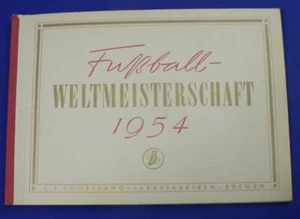 Fußball-
WELTMEISTERSCHAFT
1954
C. F. VOGELSANG - TABAKFABRIKEN - BREMEN